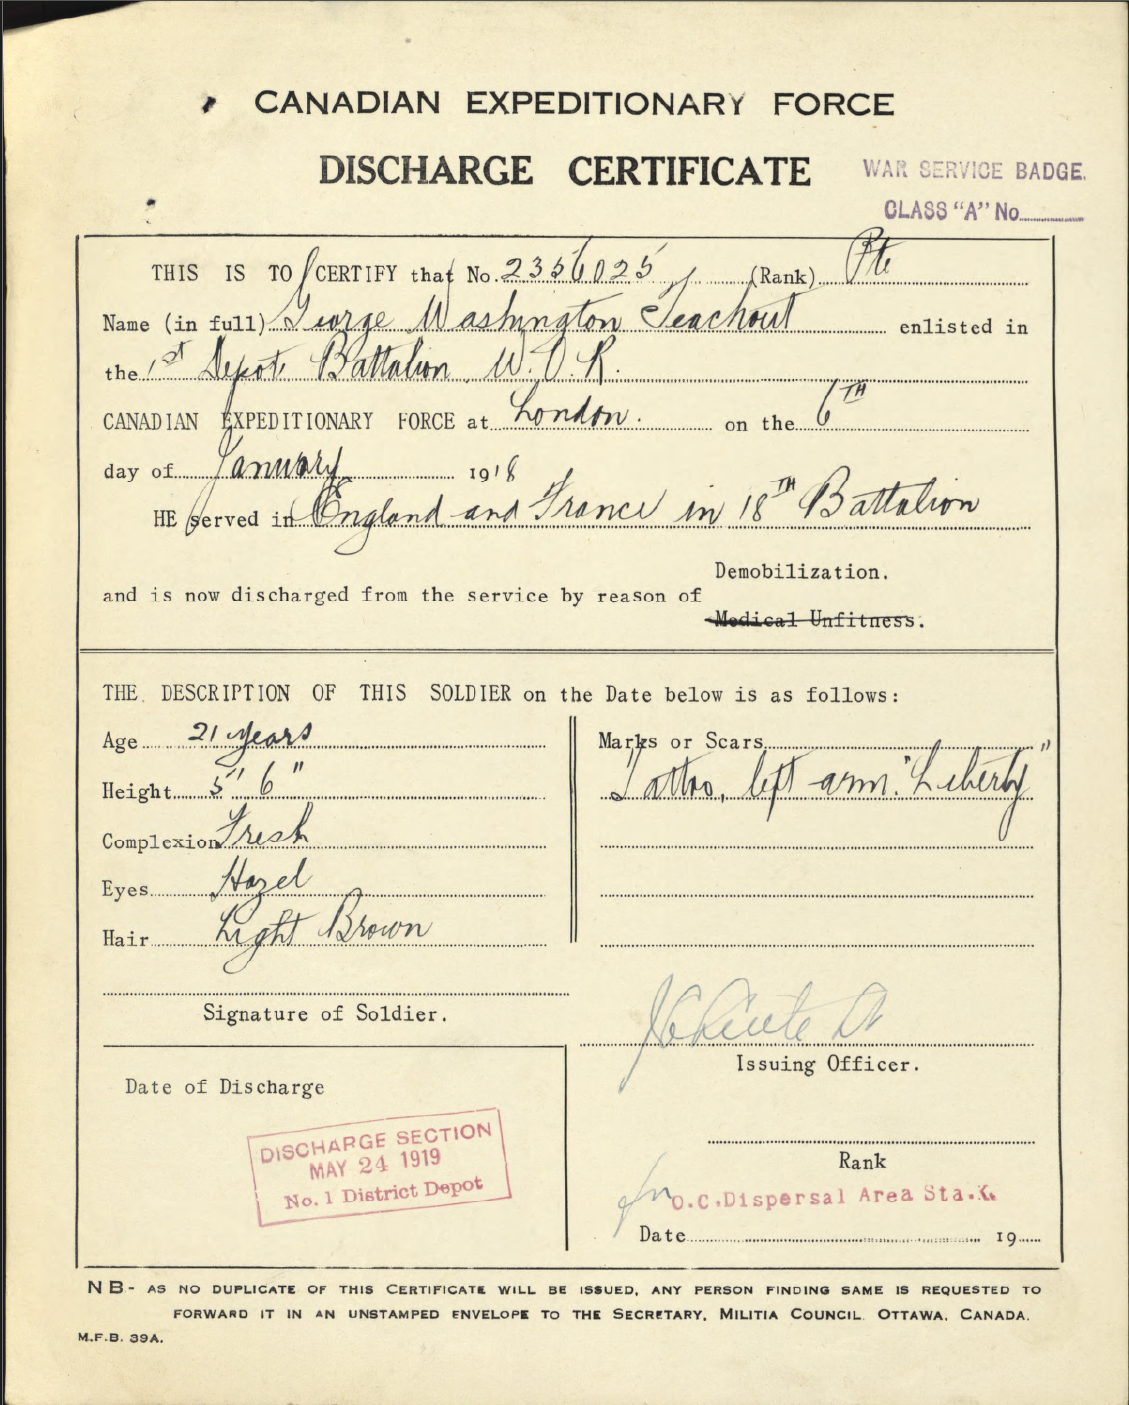 CANADIAN EXPEDITIONARY FORCE
DISCHARGE CERTIFICATE
WAR SERVICE BADGE.
CLASS "A" No..........
THIS IS TO CERTIFY that No. 2356025 (Rank) Pte
Name (in full) George Washington Teachout enlisted in
the 1st Depot Battalion W.O.R.
CANADIAN EXPEDITIONARY FORCE at London. on the 6TH
day of January 1918
HE served in England and France in 18TH Battalion
Demobilization.
and is now discharged from the service by reason of
Medical Unfitness.
THE DESCRIPTION OF THIS SOLDIER on the Date below is as follows:
Age 21 years
Height 5' 6"
Complexion Fresh
Eyes Hazel
Hair Light Brown
Marks or Scars
Tattoo, left arm. "Liberty"
Signature of Soldier.
Issuing Officer.
Date of Discharge
DISCHARGE SECTION
MAY 24 1919
No. 1 District Depot
Rank
for O.C. Dispersal Area Sta. K.
Date 19
NB- AS NO DUPLICATE OF THIS CERTIFICATE WILL BE ISSUED, ANY PERSON FINDING SAME IS REQUESTED TO
FORWARD IT IN AN UNSTAMPED ENVELOPE TO THE SECRETARY, MILITIA COUNCIL. OTTAWA, CANADA.
M.F.B. 39A.